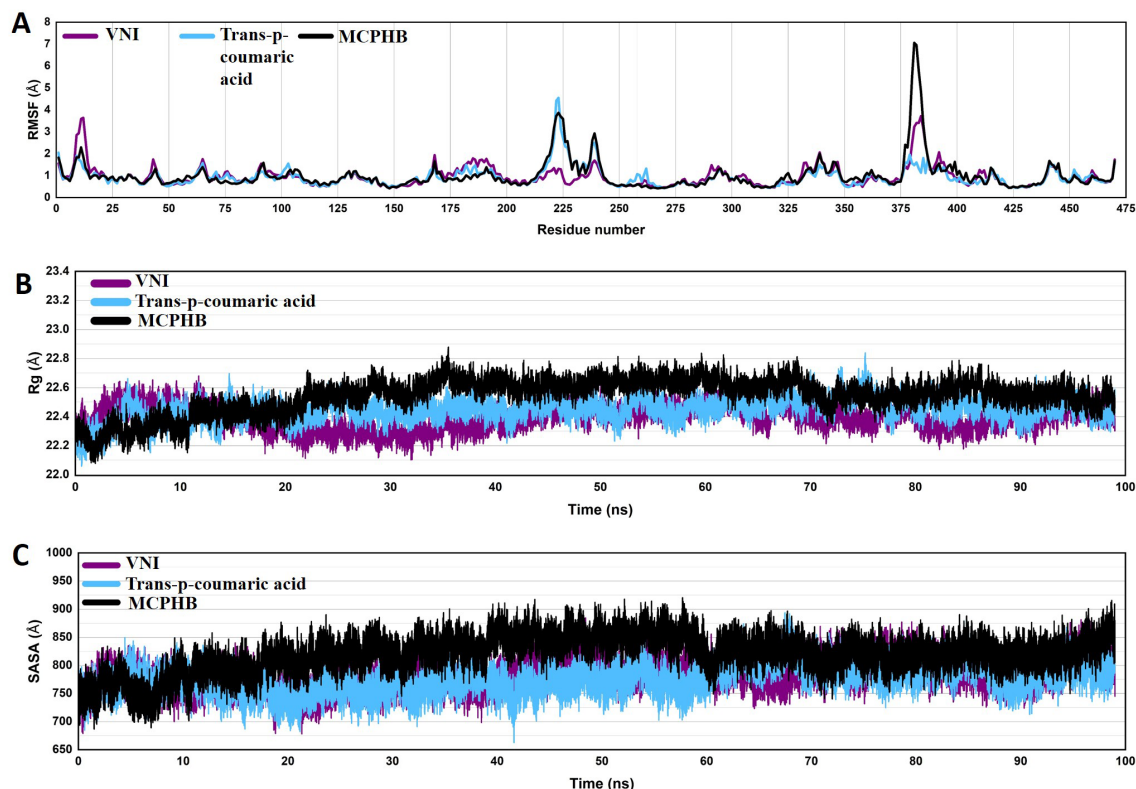 A
VNI
Trans-p-
coumaric
acid
MCPHB
RMSF (Å)
8
7
6
5
4
3
2
1
0
0 25 50 75 100 125 150 175 200 225 250 275 300 325 350 375 400 425 450 475
Residue number
B
VNI
Trans-p-coumaric acid
MCPHB
Rg (Å)
23.4
23.2
23.0
22.8
22.6
22.4
22.2
22.0
0 10 20 30 40 50 60 70 80 90 100
Time (ns)
C
VNI
Trans-p-coumaric acid
MCPHB
SASA (Å)
1000
950
900
850
800
750
700
650
0 10 20 30 40 50 60 70 80 90 100
Time (ns)